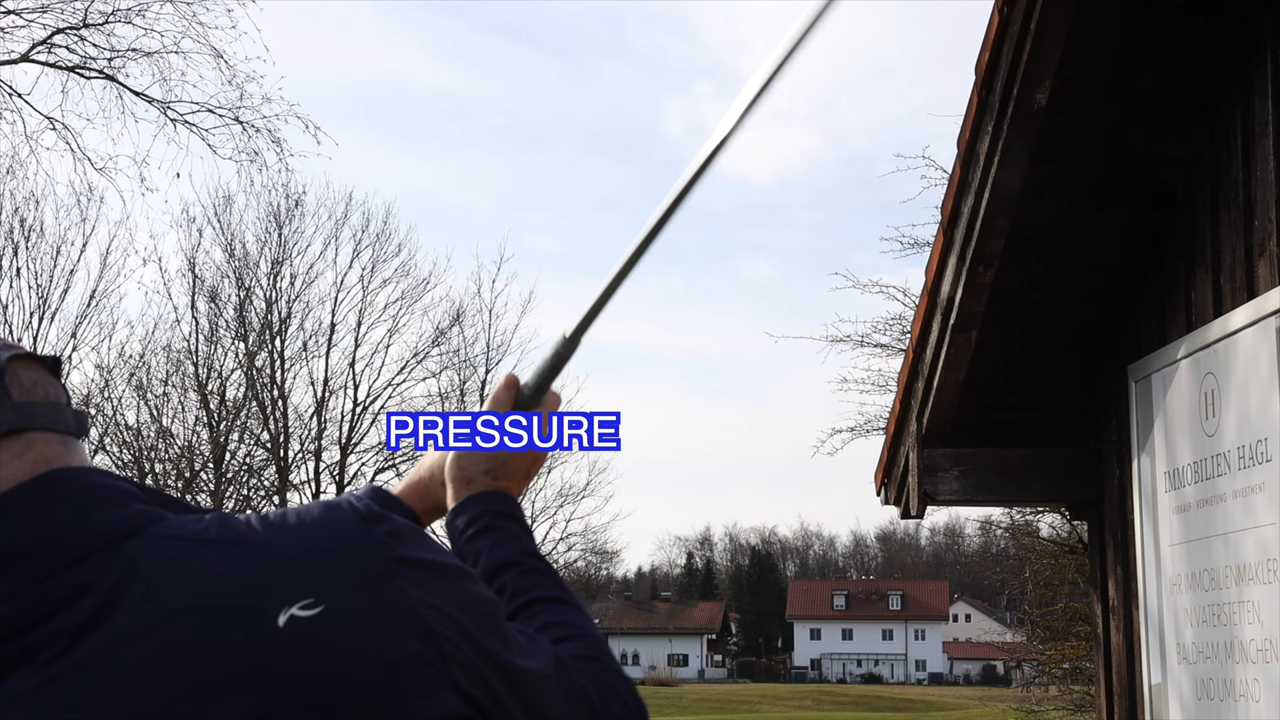 PRESSURE
H
IMMOBILIEN HAGL
VERKAUF · VERMIETUNG · INVESTMENT
IHR IMMOBILIENMAKLER
IN VATERSTETTEN,
BALDHAM, MÜNCHEN
UND UMLAND